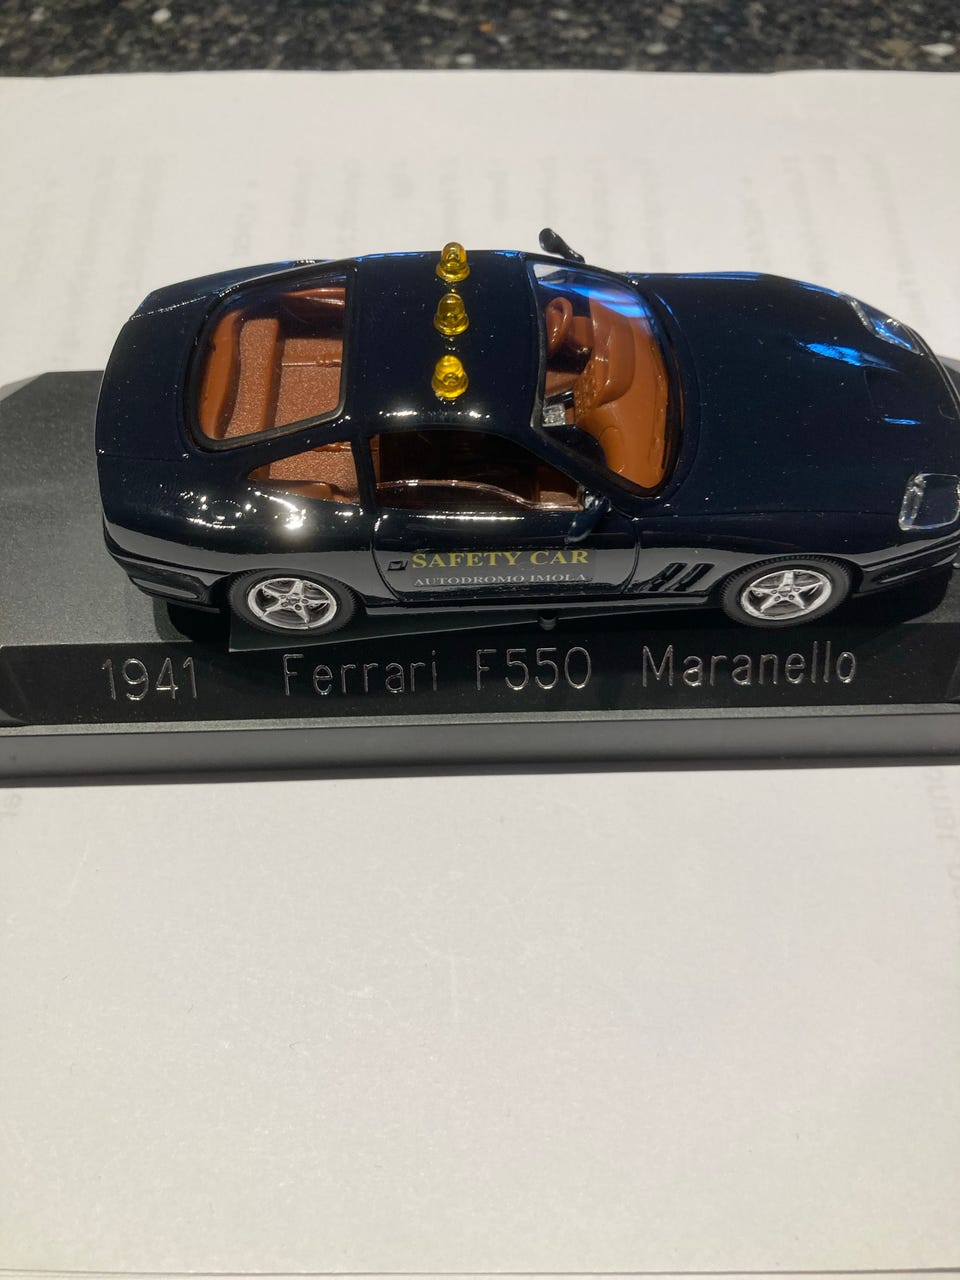 SAFETY CAR
AUTODROMO IMOLA
1941 Ferrari F550 Maranello